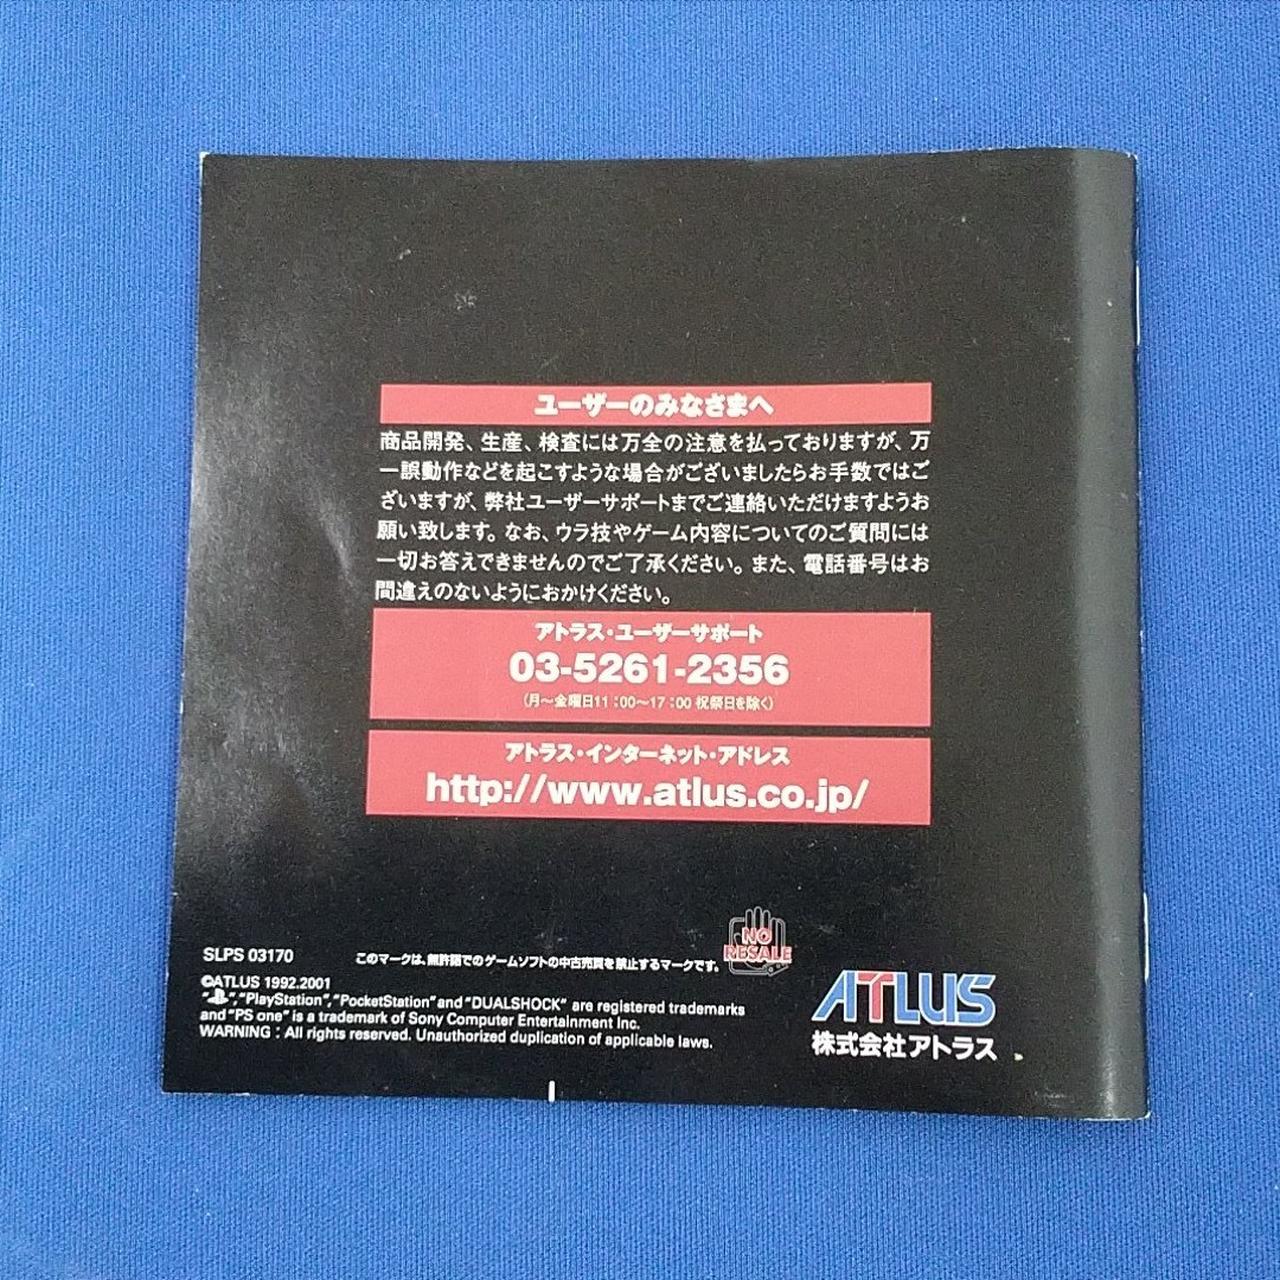 ユーザーのみなさまへ
商品開発、生産、検査には万全の注意を払っておりますが、万
一誤動作などを起こすような場合がございましたらお手数ではご
ざいますが、弊社ユーザーサポートまでご連絡いただけますようお
願い致します。なお、ウラ技やゲーム内容についてのご質問には
一切お答えできませんのでご了承ください。また、電話番号はお
間違えのないようにおかけください。
アトラス・ユーザーサポート
03-5261-2356
(月〜金曜日11:00〜17:00 祝祭日を除く)
アトラス・インターネット・アドレス
http://www.atlus.co.jp/
NO
RESALE
SLPS 03170
このマークは、無許諾でのゲームソフトの中古売買を禁止するマークです。
©ATLUS 1992.2001
" ","PlayStation","PocketStation"and"DUALSHOCK" are registered trademarks
and"PS one" is a trademark of Sony Computer Entertainment Inc.
WARNING : All rights reserved. Unauthorized duplication of applicable laws.
ATLUS
株式会社アトラス